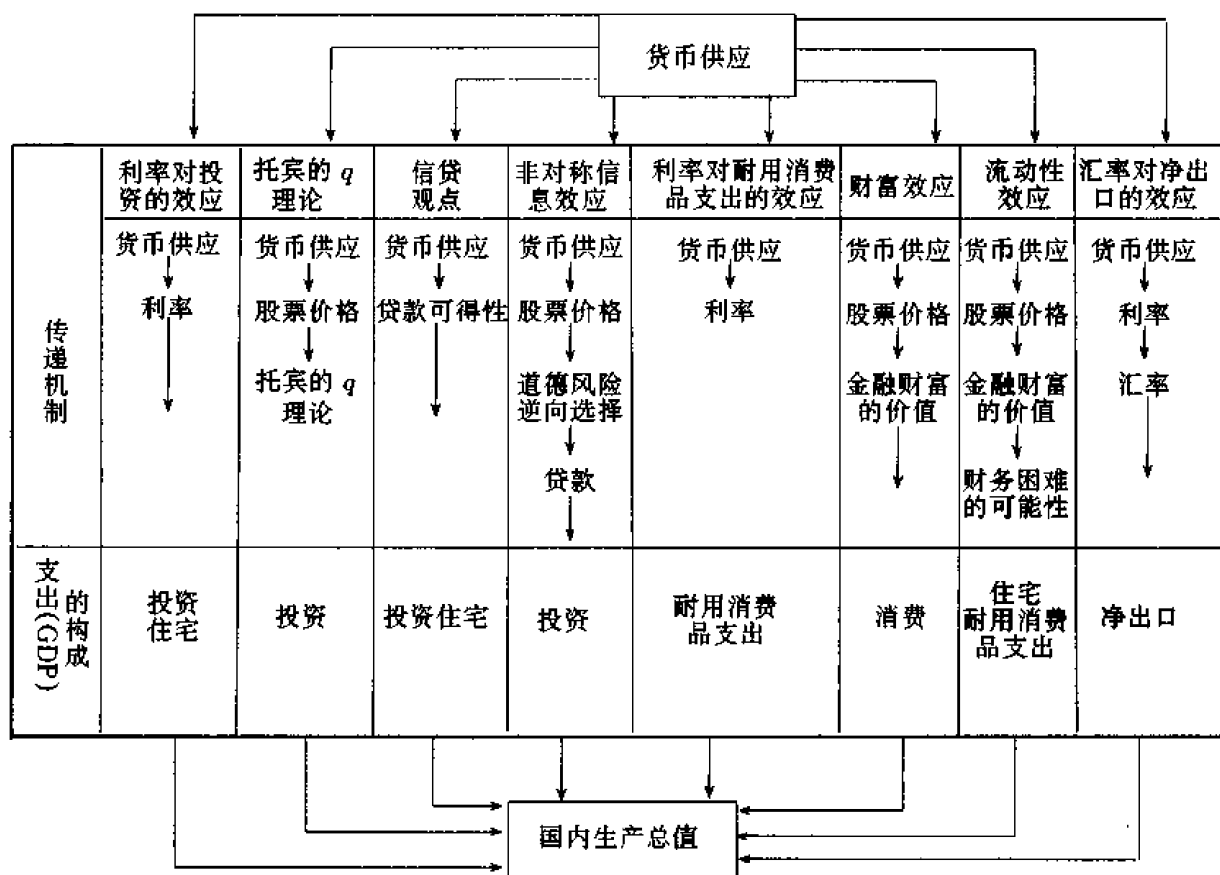 货币供应
利率对投
资的效应
托宾的 q
理论
信贷
观点
非对称信
息效应
利率对耐用消费
品支出的效应
财富效应
流动性
效应
汇率对净出
口的效应
传递机制
货币供应
利率
货币供应
股票价格
托宾的 q
理论
货币供应
贷款可得性
货币供应
股票价格
道德风险
逆向选择
贷款
货币供应
利率
货币供应
股票价格
金融财富
的价值
货币供应
股票价格
金融财富
的价值
财务困难
的可能性
货币供应
利率
汇率
支出(GDP)
的构成
投资
住宅
投资
投资住宅
投资
耐用消费
品支出
消费
住宅
耐用消费
品支出
净出口
国内生产总值